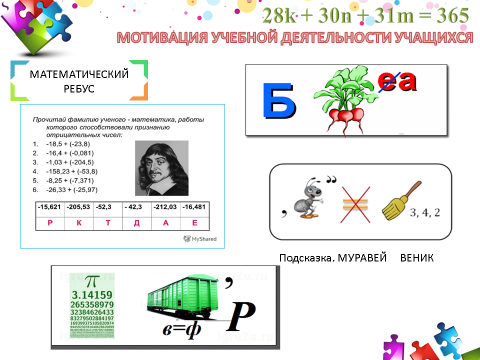 28k + 30n + 31m = 365
МОТИВАЦИЯ УЧЕБНОЙ ДЕЯТЕЛЬНОСТИ УЧАЩИХСЯ
МАТЕМАТИЧЕСКИЙ
РЕБУС
Прочитай фамилию ученого - математика, работы
которого способствовали признанию
отрицательных чисел:
1. -18,5 + (-23,8)
2. -16,4 + (-0,081)
3. -1,03 + (-204,5)
4. -158,23 + (-53,8)
5. -8,25 + (-7,371)
6. -26,33 + (-25,97)
-15,621 -205,53 -52,3 - 42,3 -212,03 -16,481
Р К Т Д А Е
MyShared
Б еа
, ,, 3, 4, 2
Подсказка. МУРАВЕЙ ВЕНИК
π
3.14159
265358979
32384626433
83279502884197
в=ф
, Р